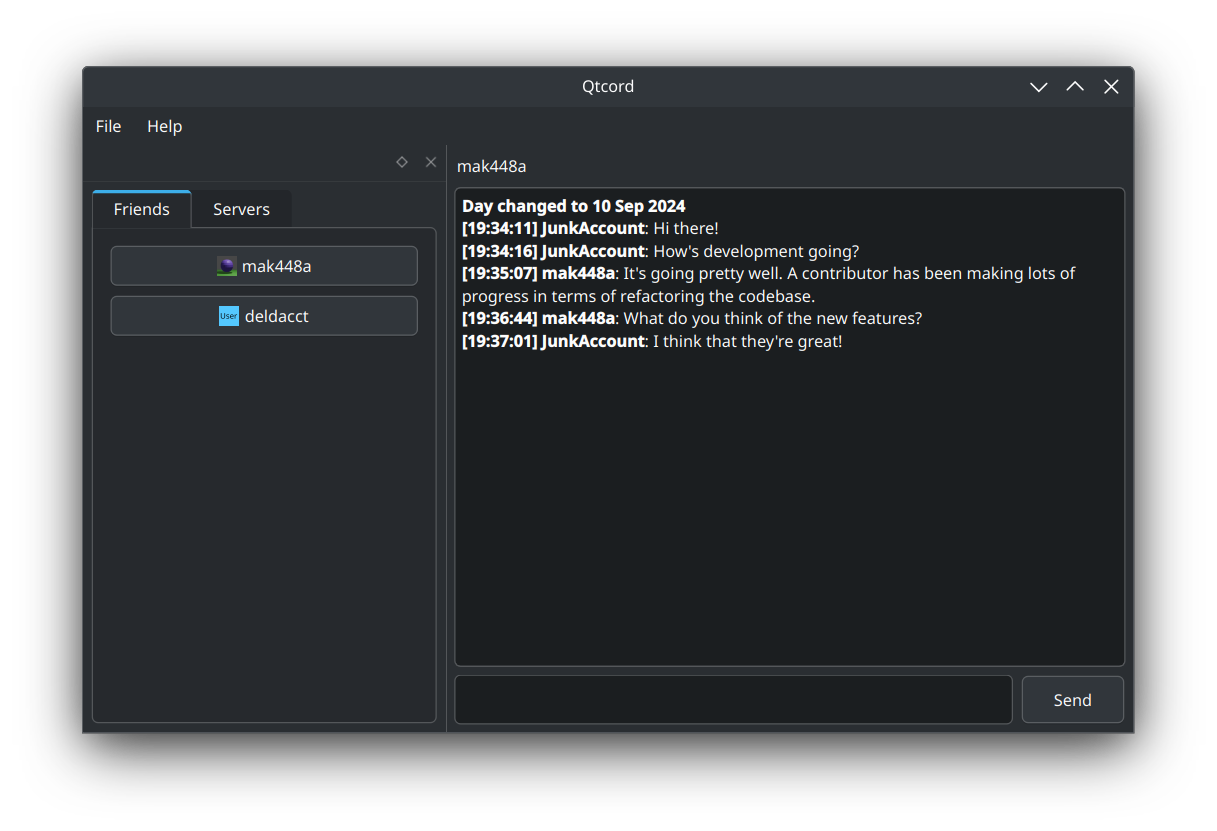 Qtcord
File Help
Friends Servers
mak448a
User deldacct
mak448a
Day changed to 10 Sep 2024
[19:34:11] JunkAccount: Hi there!
[19:34:16] JunkAccount: How's development going?
[19:35:07] mak448a: It's going pretty well. A contributor has been making lots of
progress in terms of refactoring the codebase.
[19:36:44] mak448a: What do you think of the new features?
[19:37:01] JunkAccount: I think that they're great!
Send